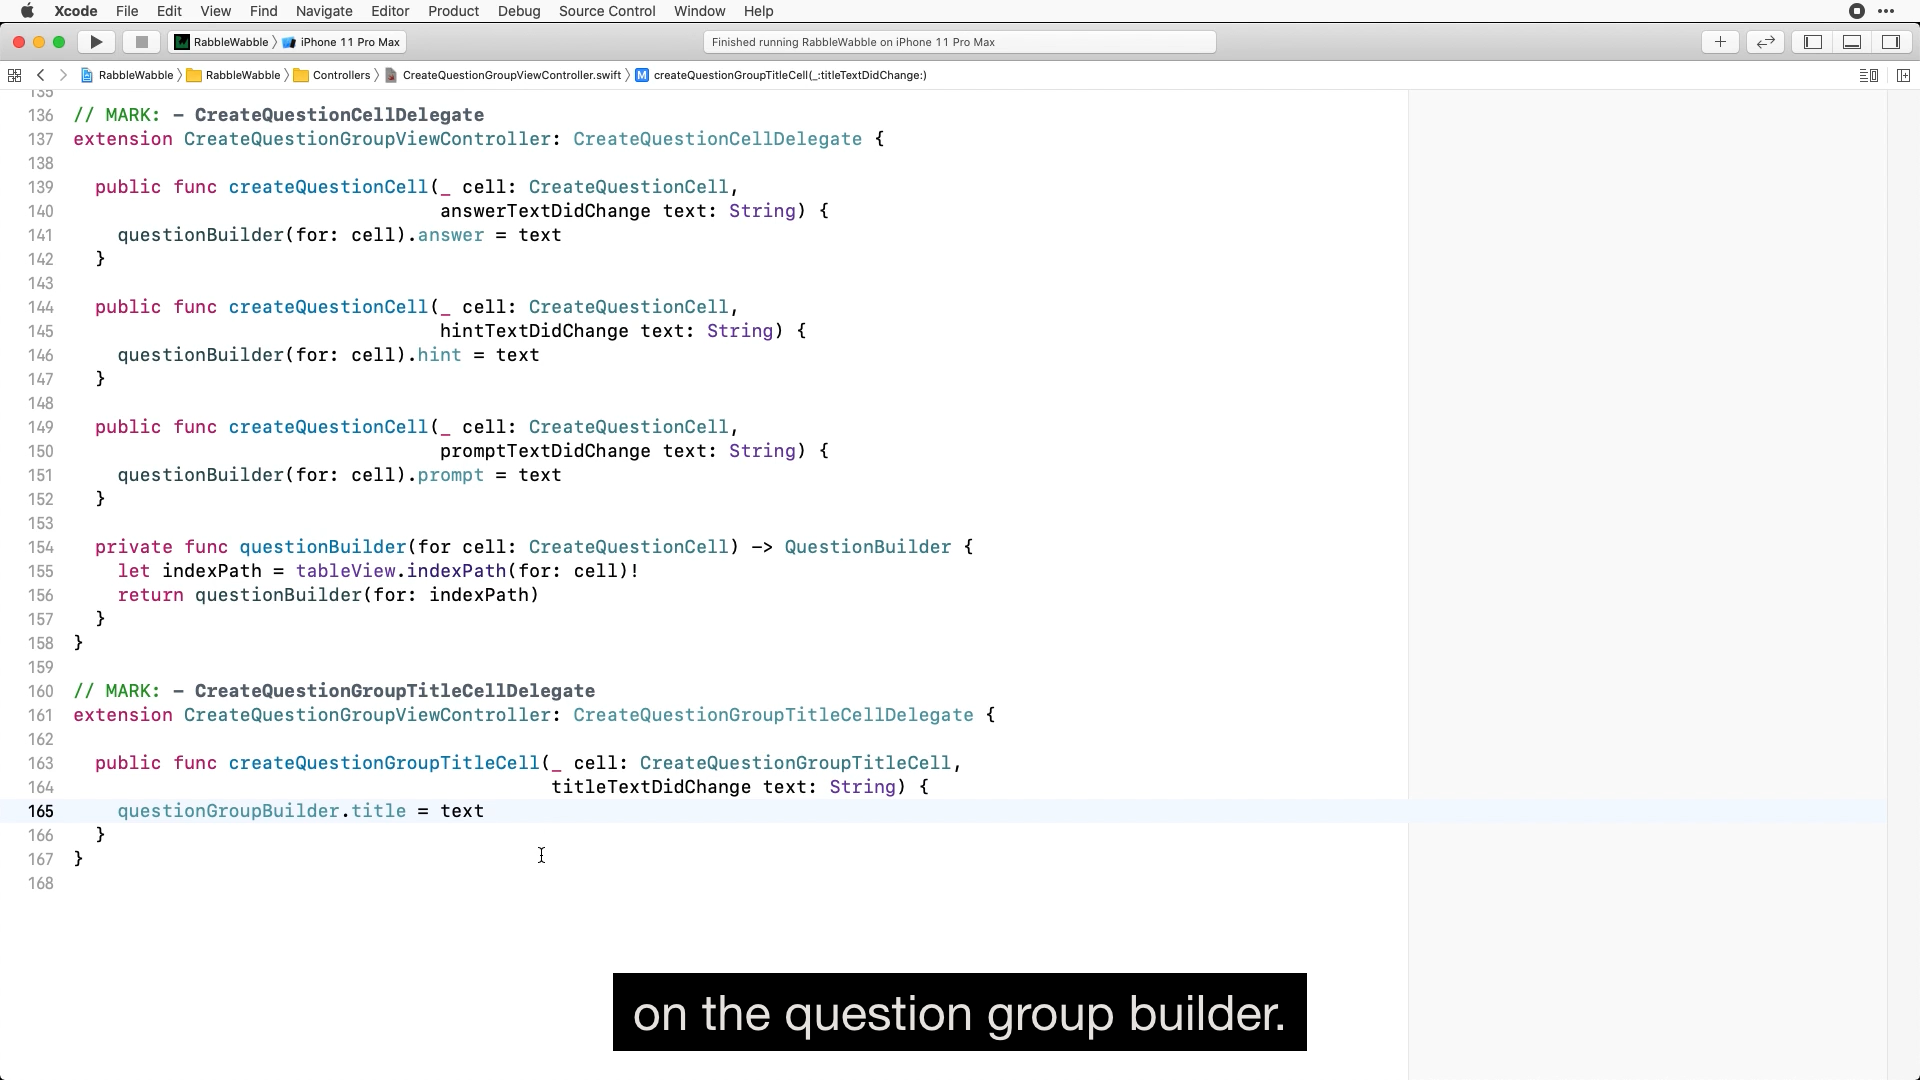 Xcode File Edit View Find Navigate Editor Product Debug Source Control Window Help
RabbleWabble iPhone 11 Pro Max Finished running RabbleWabble on iPhone 11 Pro Max
RabbleWabble RabbleWabble Controllers CreateQuestionGroupViewController.swift M createQuestionGroupTitleCell(_:titleTextDidChange:)
135
136 // MARK: - CreateQuestionCellDelegate
137 extension CreateQuestionGroupViewController: CreateQuestionCellDelegate {
138
139 public func createQuestionCell(_ cell: CreateQuestionCell,
140 answerTextDidChange text: String) {
141 questionBuilder(for: cell).answer = text
142 }
143
144 public func createQuestionCell(_ cell: CreateQuestionCell,
145 hintTextDidChange text: String) {
146 questionBuilder(for: cell).hint = text
147 }
148
149 public func createQuestionCell(_ cell: CreateQuestionCell,
150 promptTextDidChange text: String) {
151 questionBuilder(for: cell).prompt = text
152 }
153
154 private func questionBuilder(for cell: CreateQuestionCell) -> QuestionBuilder {
155 let indexPath = tableView.indexPath(for: cell)!
156 return questionBuilder(for: indexPath)
157 }
158 }
159
160 // MARK: - CreateQuestionGroupTitleCellDelegate
161 extension CreateQuestionGroupViewController: CreateQuestionGroupTitleCellDelegate {
162
163 public func createQuestionGroupTitleCell(_ cell: CreateQuestionGroupTitleCell,
164 titleTextDidChange text: String) {
165 questionGroupBuilder.title = text
166 }
167 }
168
on the question group builder.